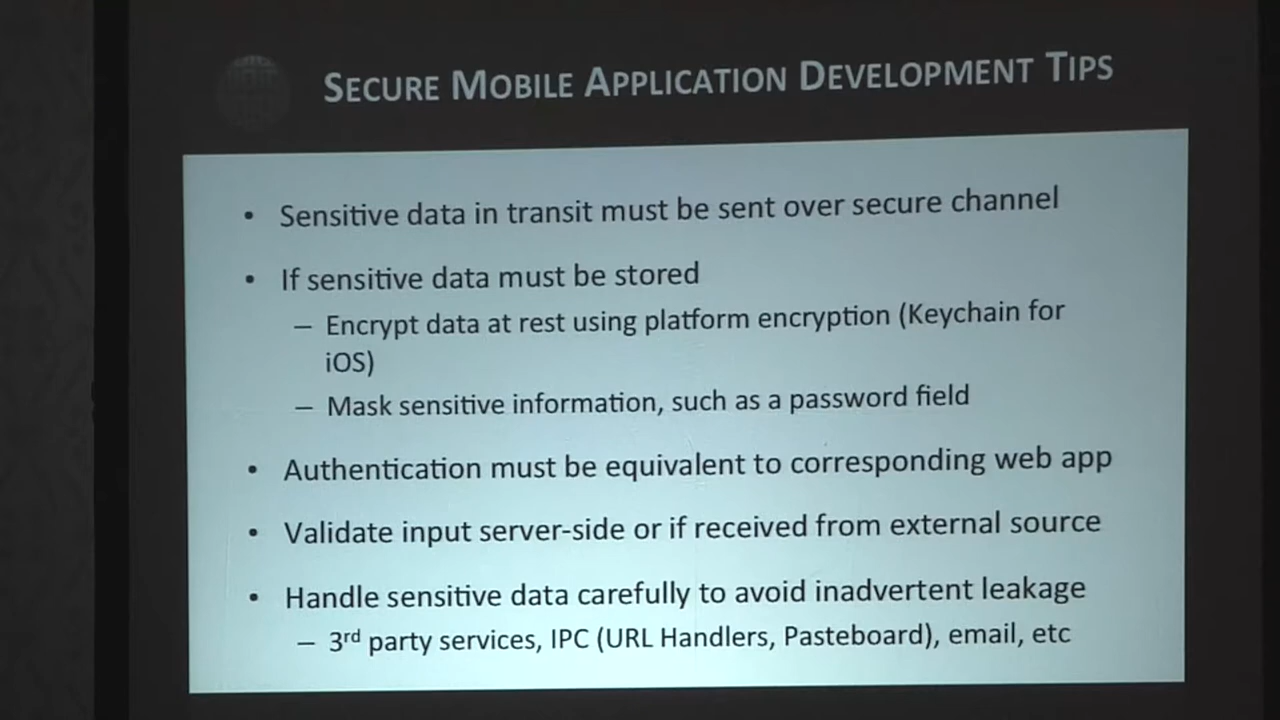 SECURE MOBILE APPLICATION DEVELOPMENT TIPS
• Sensitive data in transit must be sent over secure channel
• If sensitive data must be stored
– Encrypt data at rest using platform encryption (Keychain for
iOS)
– Mask sensitive information, such as a password field
• Authentication must be equivalent to corresponding web app
• Validate input server-side or if received from external source
• Handle sensitive data carefully to avoid inadvertent leakage
– 3rd party services, IPC (URL Handlers, Pasteboard), email, etc